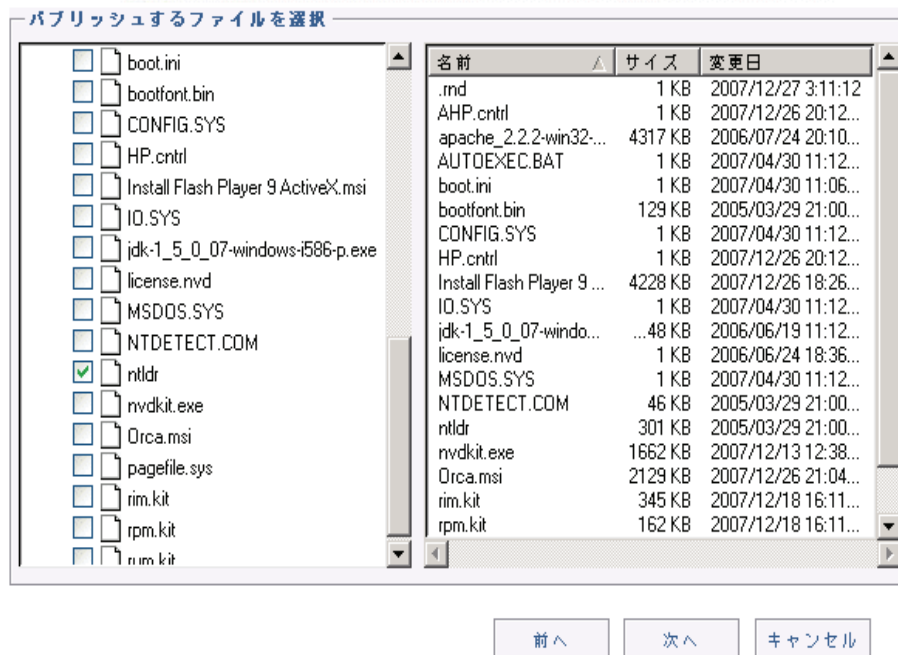 パブリッシュするファイルを選択
boot.ini
bootfont.bin
CONFIG.SYS
HP.cntrl
Install Flash Player 9 ActiveX.msi
IO.SYS
jdk-1_5_0_07-windows-i586-p.exe
license.nvd
MSDOS.SYS
NTDETECT.COM
ntldr
nvdkit.exe
Orca.msi
pagefile.sys
rim.kit
rpm.kit
rum.kit
名前 サイズ 変更日
.rnd 1 KB 2007/12/27 3:11:12
AHP.cntrl 1 KB 2007/12/26 20:12...
apache_2.2.2-win32-... 4317 KB 2006/07/24 20:10...
AUTOEXEC.BAT 1 KB 2007/04/30 11:12...
boot.ini 1 KB 2007/04/30 11:06...
bootfont.bin 129 KB 2005/03/29 21:00...
CONFIG.SYS 1 KB 2007/04/30 11:12...
HP.cntrl 1 KB 2007/12/26 20:12...
Install Flash Player 9 ... 4228 KB 2007/12/26 18:26...
IO.SYS 1 KB 2007/04/30 11:12...
jdk-1_5_0_07-windo... ...48 KB 2006/06/19 11:12...
license.nvd 1 KB 2006/06/24 18:36...
MSDOS.SYS 1 KB 2007/04/30 11:12...
NTDETECT.COM 46 KB 2005/03/29 21:00...
ntldr 301 KB 2005/03/29 21:00...
nvdkit.exe 1662 KB 2007/12/13 12:38...
Orca.msi 2129 KB 2007/12/26 21:04...
rim.kit 345 KB 2007/12/18 16:11...
rpm.kit 162 KB 2007/12/18 16:11...
前へ 次へ キャンセル